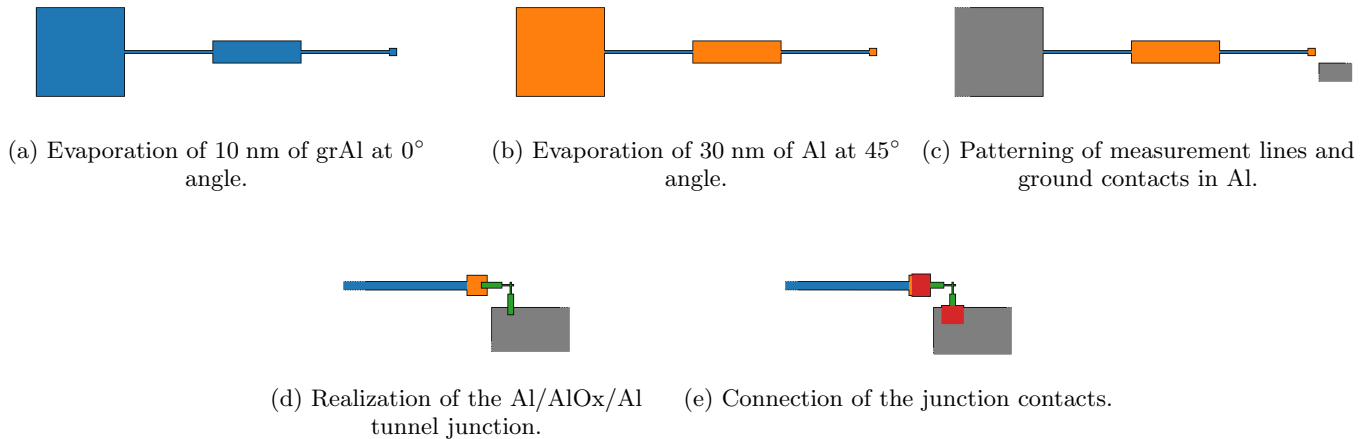 (a) Evaporation of 10 nm of grAl at 0°
angle.
(b) Evaporation of 30 nm of Al at 45°
angle.
(c) Patterning of measurement lines and
ground contacts in Al.
(d) Realization of the Al/AlOx/Al
tunnel junction.
(e) Connection of the junction contacts.